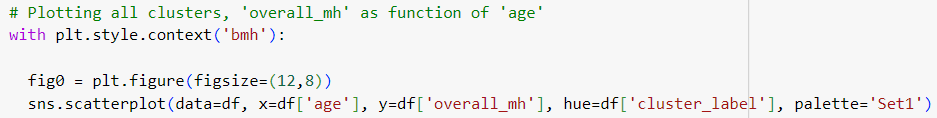 # Plotting all clusters, 'overall_mh' as function of 'age'
with plt.style.context('bmh'):
fig0 = plt.figure(figsize=(12,8))
sns.scatterplot(data=df, x=df['age'], y=df['overall_mh'], hue=df['cluster_label'], palette='Set1')